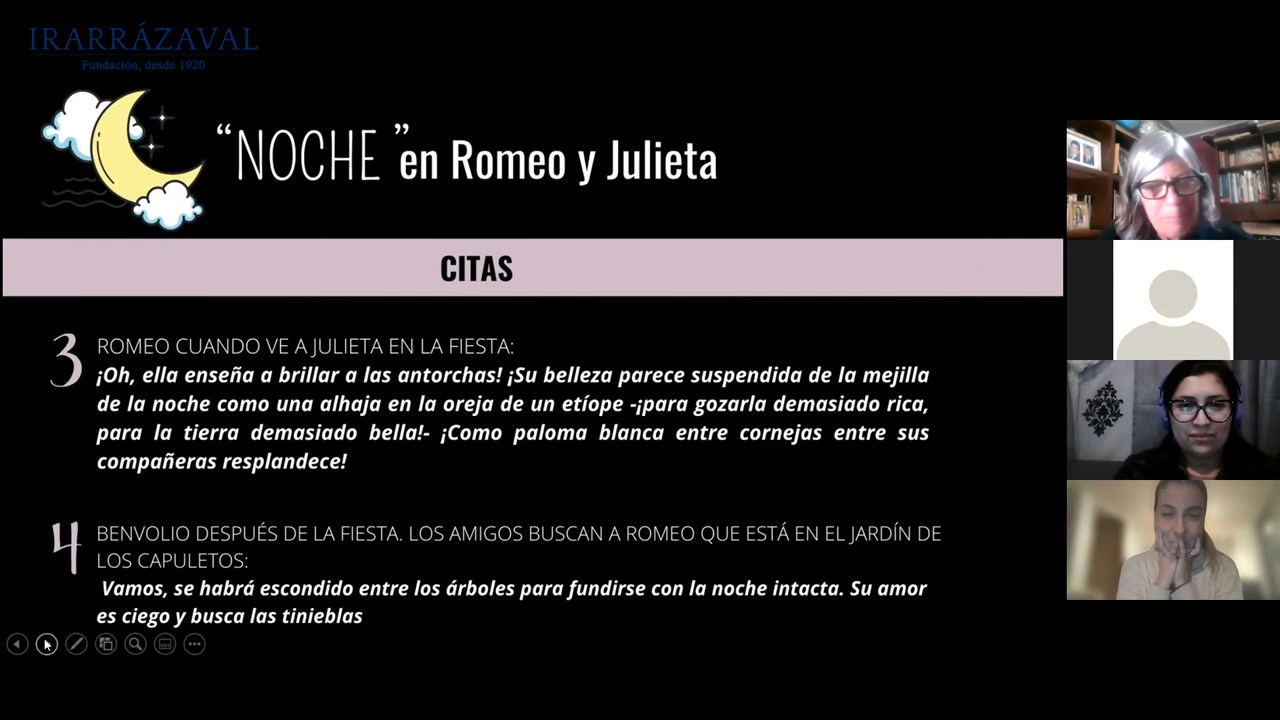 IRARRÁZAVAL
Fundación, desde 1920
“NOCHE” en Romeo y Julieta
CITAS
3 ROMEO CUANDO VE A JULIETA EN LA FIESTA:
¡Oh, ella enseña a brillar a las antorchas! ¡Su belleza parece suspendida de la mejilla
de la noche como una alhaja en la oreja de un etíope -¡para gozarla demasiado rica,
para la tierra demasiado bella!- ¡Como paloma blanca entre cornejas entre sus
compañeras resplandece!
4 BENVOLIO DESPUÉS DE LA FIESTA. LOS AMIGOS BUSCAN A ROMEO QUE ESTÁ EN EL JARDÍN DE
LOS CAPULETOS:
Vamos, se habrá escondido entre los árboles para fundirse con la noche intacta. Su amor
es ciego y busca las tinieblas